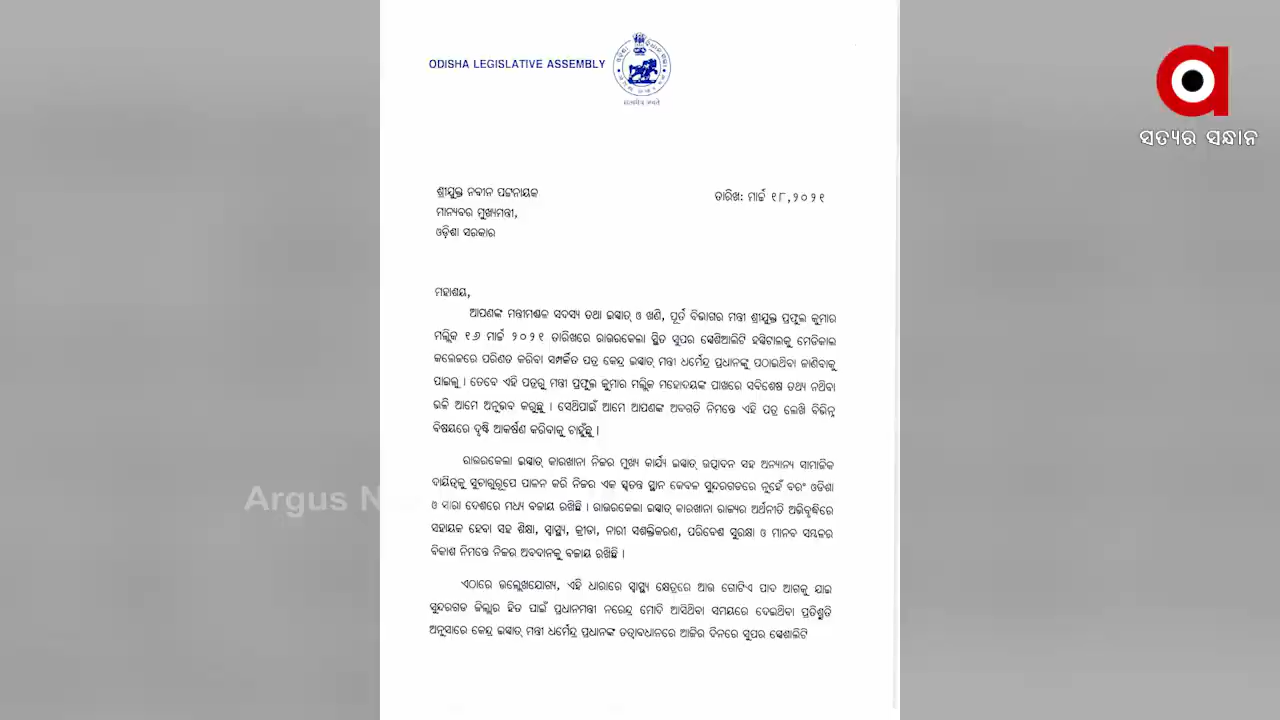 ODISHA LEGISLATIVE ASSEMBLY
सत्यमेव जयते
ସତ୍ୟର ସନ୍ଧାନ
ଶ୍ରୀଯୁକ୍ତ ନବୀନ ପଟ୍ଟନାୟକ
ତାରିଖ: ମାର୍ଚ୍ଚ ୧୮,୨୦୨୧
ମାନ୍ୟବର ମୁଖ୍ୟମନ୍ତ୍ରୀ,
ଓଡ଼ିଶା ସରକାର
ମହାଶୟ,
ଆପଣଙ୍କ ମନ୍ତ୍ରୀମଣ୍ଡଳ ସଦସ୍ୟ ତଥା ଇସ୍ପାତ୍ ଓ ଖଣି, ପୂର୍ତ ବିଭାଗର ମନ୍ତ୍ରୀ ଶ୍ରୀଯୁକ୍ତ ପ୍ରଫୁଲ କୁମାର
ମଲ୍ଲିକ ୧୬ ମାର୍ଚ୍ଚ ୨୦୨୧ ତାରିଖରେ ରାଉରକେଲା ସ୍ଥିତ ସୁପର ସ୍ପେଶିଆଲିଟି ହସ୍ପିଟାଲକୁ ମେଡିକାଲ
କଲେଜରେ ପରିଣତ କରିବା ସମ୍ପର୍କିତ ପତ୍ର କେନ୍ଦ୍ର ଇସ୍ପାତ୍ ମନ୍ତ୍ରୀ ଧର୍ମେନ୍ଦ୍ର ପ୍ରଧାନଙ୍କୁ ପଠାଇଥିବା ଜାଣିବାକୁ
ପାଇଲୁ । ତେବେ ଏହି ପତ୍ରରୁ ମନ୍ତ୍ରୀ ପ୍ରଫୁଲ କୁମାର ମଲ୍ଲିକ ମହୋଦୟଙ୍କ ପାଖରେ ସବିଶେଷ ତଥ୍ୟ ନଥିବା
ଭଳି ଆମେ ଅନୁଭବ କରୁଛୁ । ସେଥିପାଇଁ ଆମେ ଆପଣଙ୍କ ଅବଗତି ନିମନ୍ତେ ଏହି ପତ୍ର ଲେଖି ବିଭିନ୍ନ
ବିଷୟରେ ଦୃଷ୍ଟି ଆକର୍ଷଣ କରିବାକୁ ଚାହୁଁଛୁ ।
ରାଉରକେଲା ଇସ୍ପାତ୍ କାରଖାନା ନିଜର ମୁଖ୍ୟ କାର୍ଯ୍ୟ ଇସ୍ପାତ୍ ଉତ୍ପାଦନ ସହ ଅନ୍ୟାନ୍ୟ ସାମାଜିକ
ଦାୟିତ୍ୱକୁ ସୁଚାରୁରୂପେ ପାଳନ କରି ନିଜର ଏକ ସ୍ୱତନ୍ତ୍ର ସ୍ଥାନ କେବଳ ସୁନ୍ଦରଗଡରେ ନୁହେଁ ବରଂ ଓଡିଶା
ଓ ସାରା ଦେଶରେ ମଧ୍ୟ ବଜାୟ ରଖିଛି । ରାଉରକେଲା ଇସ୍ପାତ୍ କାରଖାନା ରାଜ୍ୟର ଅର୍ଥନୀତି ଅଭିବୃଦ୍ଧିରେ
ସହାୟକ ହେବା ସହ ଶିକ୍ଷା, ସ୍ୱାସ୍ଥ୍ୟ, କ୍ରୀଡା, ନାରୀ ସଶକ୍ତିକରଣ, ପରିବେଶ ସୁରକ୍ଷା ଓ ମାନବ ସମ୍ବଳର
ବିକାଶ ନିମନ୍ତେ ନିଜର ଅବଦାନକୁ ବଜାୟ ରଖିଛି ।
ଏଠାରେ ଉଲ୍ଲେଖଯୋଗ୍ୟ, ଏହି ଧାରାରେ ସ୍ୱାସ୍ଥ୍ୟ କ୍ଷେତ୍ରରେ ଆଉ ଗୋଟିଏ ପାଦ ଆଗକୁ ଯାଇ
ସୁନ୍ଦରଗଡ ଜିଲ୍ଲାର ହିତ ପାଇଁ ପ୍ରଧାନମନ୍ତ୍ରୀ ନରେନ୍ଦ୍ର ମୋଦି ଆସିଥିବା ସମୟରେ ଦେଇଥିବା ପ୍ରତିଶ୍ରୁତି
ଅନୁସାରେ କେନ୍ଦ୍ର ଇସ୍ପାତ୍ ମନ୍ତ୍ରୀ ଧର୍ମେନ୍ଦ୍ର ପ୍ରଧାନଙ୍କ ତତ୍ତ୍ୱାବଧାନରେ ଆଜିର ଦିନରେ ସୁପର ସ୍ପେଶାଲିଟି
Argus